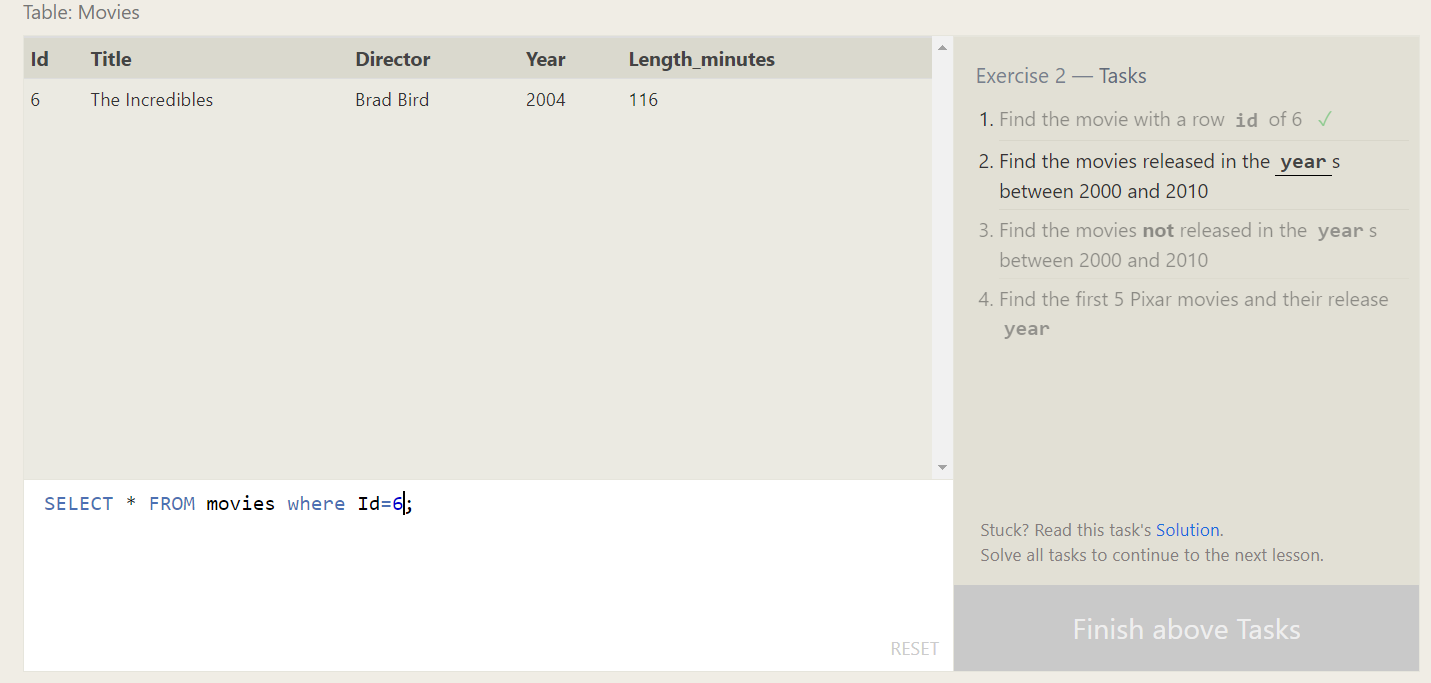 Table: Movies
Id Title Director Year Length_minutes
6 The Incredibles Brad Bird 2004 116
SELECT * FROM movies where Id=6;
RESET
Exercise 2 — Tasks
1. Find the movie with a row id of 6 ✓
2. Find the movies released in the year s
between 2000 and 2010
3. Find the movies not released in the year s
between 2000 and 2010
4. Find the first 5 Pixar movies and their release
year
Stuck? Read this task's Solution.
Solve all tasks to continue to the next lesson.
Finish above Tasks